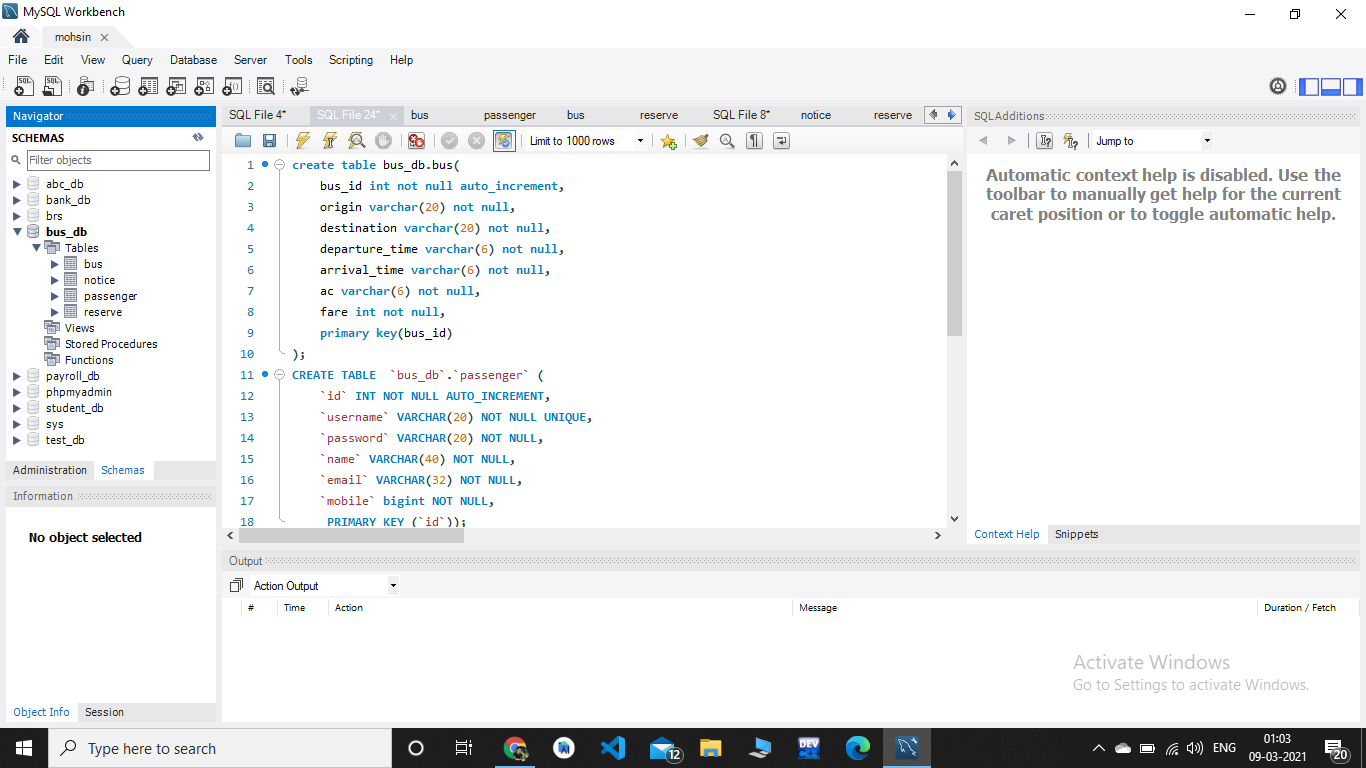 MySQL Workbench
mohsin
File Edit View Query Database Server Tools Scripting Help
Navigator
SCHEMAS
Filter objects
abc_db
bank_db
brs
bus_db
Tables
bus
notice
passenger
reserve
Views
Stored Procedures
Functions
payroll_db
phpmyadmin
student_db
sys
test_db
Administration Schemas
Information
No object selected
Object Info Session
SQL File 4* SQL File 24* bus passenger bus reserve SQL File 8* notice reserve
Limit to 1000 rows
1 create table bus_db.bus(
2 bus_id int not null auto_increment,
3 origin varchar(20) not null,
4 destination varchar(20) not null,
5 departure_time varchar(6) not null,
6 arrival_time varchar(6) not null,
7 ac varchar(6) not null,
8 fare int not null,
9 primary key(bus_id)
10 );
11 CREATE TABLE `bus_db`.`passenger` (
12 `id` INT NOT NULL AUTO_INCREMENT,
13 `username` VARCHAR(20) NOT NULL UNIQUE,
14 `password` VARCHAR(20) NOT NULL,
15 `name` VARCHAR(40) NOT NULL,
16 `email` VARCHAR(32) NOT NULL,
17 `mobile` bigint NOT NULL,
18 PRIMARY KEY (`id`));
SQLAdditions
Jump to
Automatic context help is disabled. Use the
toolbar to manually get help for the current
caret position or to toggle automatic help.
Context Help Snippets
Output
Action Output
# Time Action Message Duration / Fetch
Activate Windows
Go to Settings to activate Windows.
Type here to search
12
DEV
ENG
01:03
09-03-2021
20